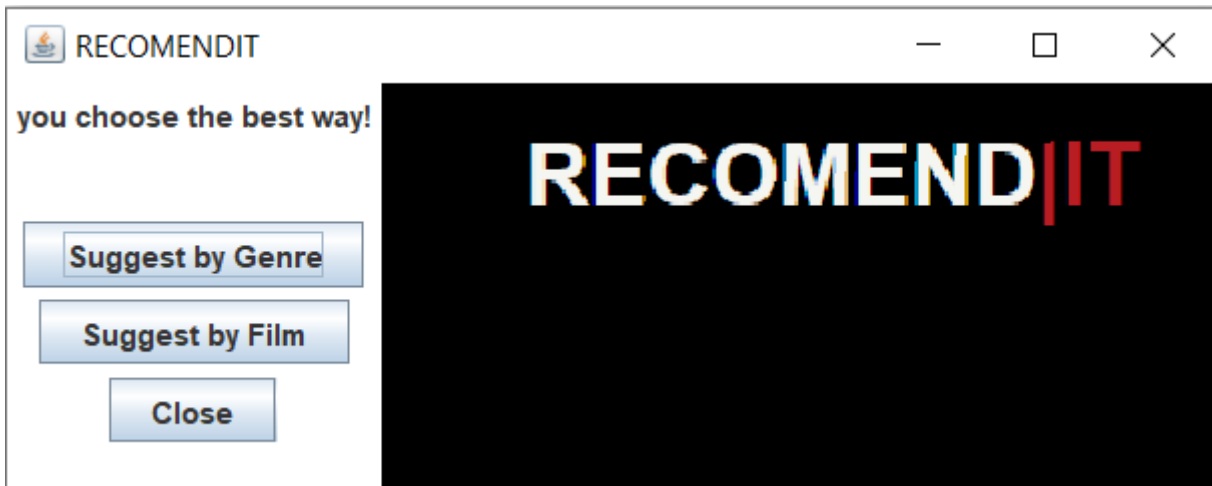 RECOMENDIT
you choose the best way!
RECOMEND|IT
Suggest by Genre
Suggest by Film
Close